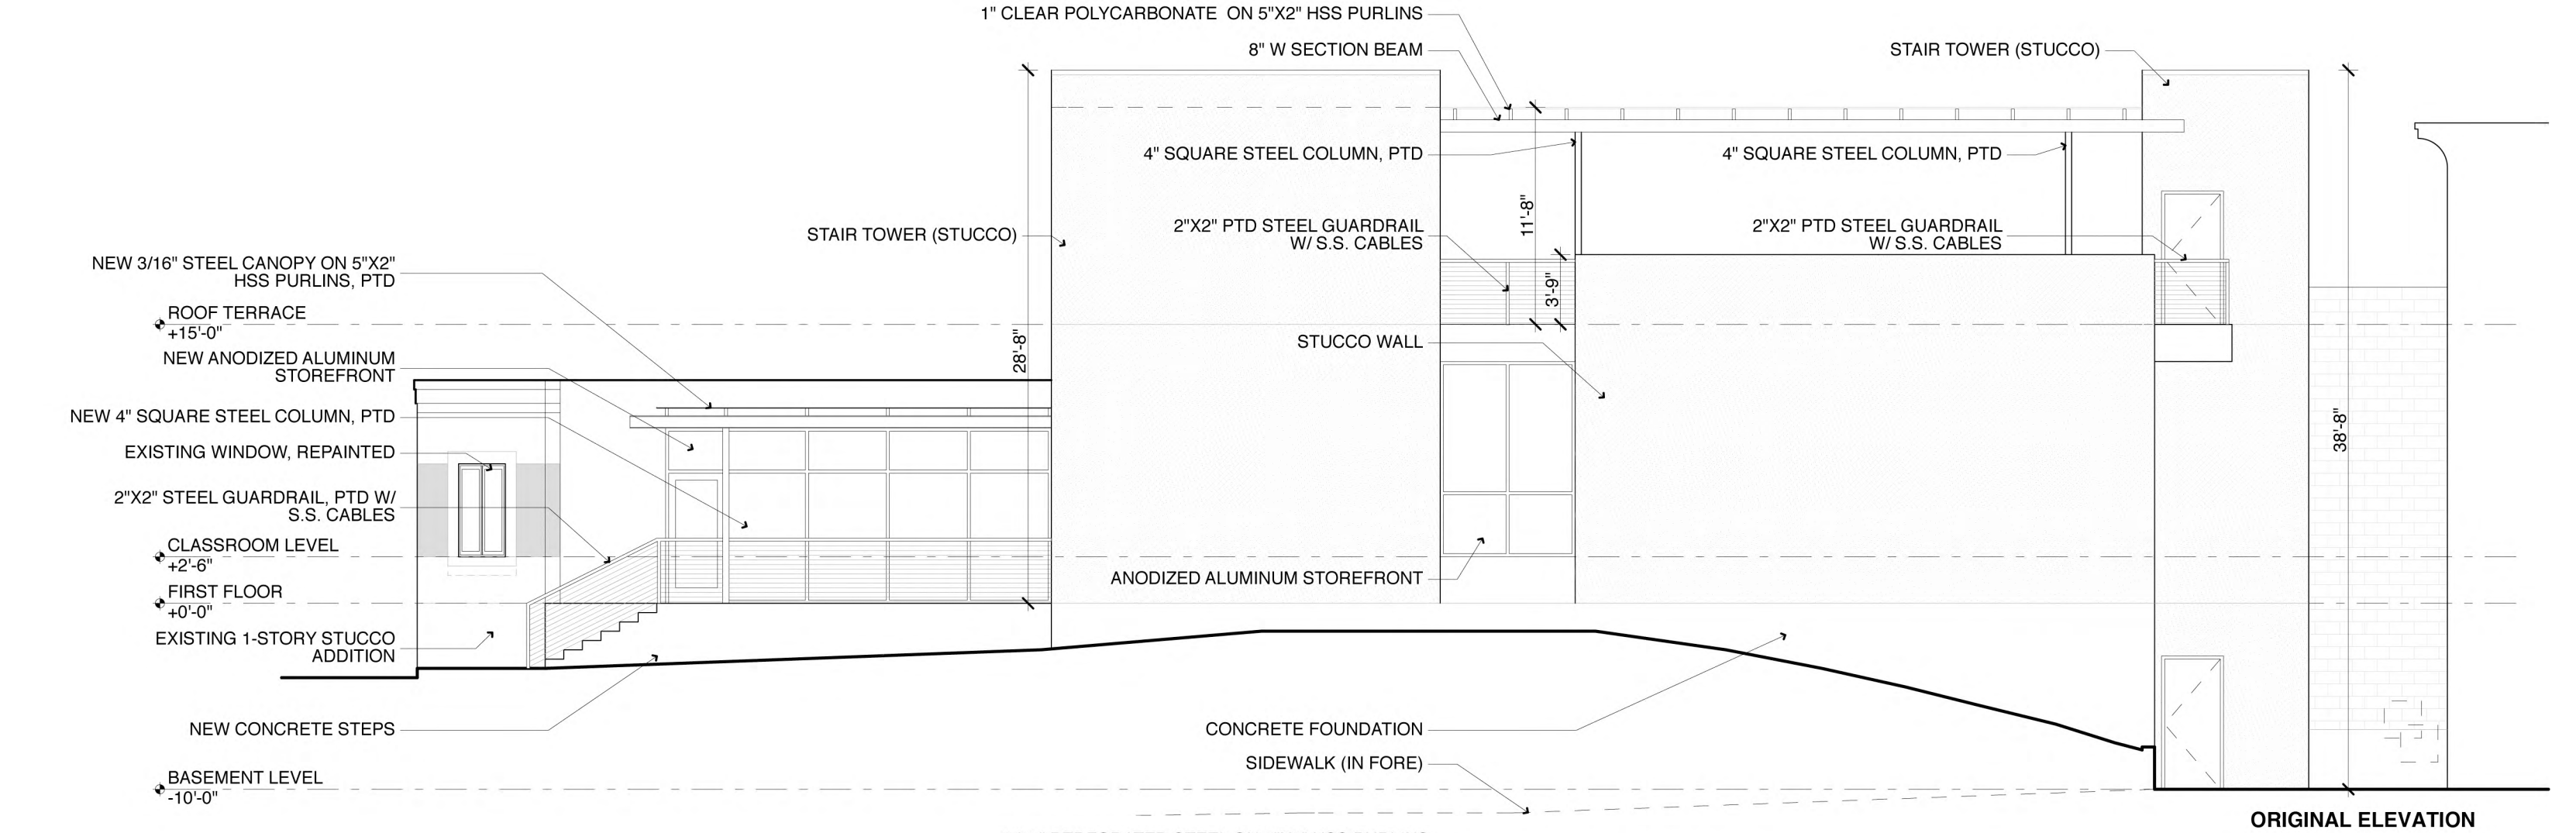 1" CLEAR POLYCARBONATE ON 5"X2" HSS PURLINS
8" W SECTION BEAM
STAIR TOWER (STUCCO)
4" SQUARE STEEL COLUMN, PTD
4" SQUARE STEEL COLUMN, PTD
11'-8"
2"X2" PTD STEEL GUARDRAIL
W/ S.S. CABLES
2"X2" PTD STEEL GUARDRAIL
W/ S.S. CABLES
STAIR TOWER (STUCCO)
NEW 3/16" STEEL CANOPY ON 5"X2"
HSS PURLINS, PTD
3'-9"
ROOF TERRACE
+15'-0"
28'-8"
STUCCO WALL
NEW ANODIZED ALUMINUM
STOREFRONT
NEW 4" SQUARE STEEL COLUMN, PTD
38'-8"
EXISTING WINDOW, REPAINTED
2"X2" STEEL GUARDRAIL, PTD W/
S.S. CABLES
CLASSROOM LEVEL
+2'-6"
ANODIZED ALUMINUM STOREFRONT
FIRST FLOOR
+0'-0"
EXISTING 1-STORY STUCCO
ADDITION
NEW CONCRETE STEPS
CONCRETE FOUNDATION
SIDEWALK (IN FORE)
BASEMENT LEVEL
-10'-0"
ORIGINAL ELEVATION